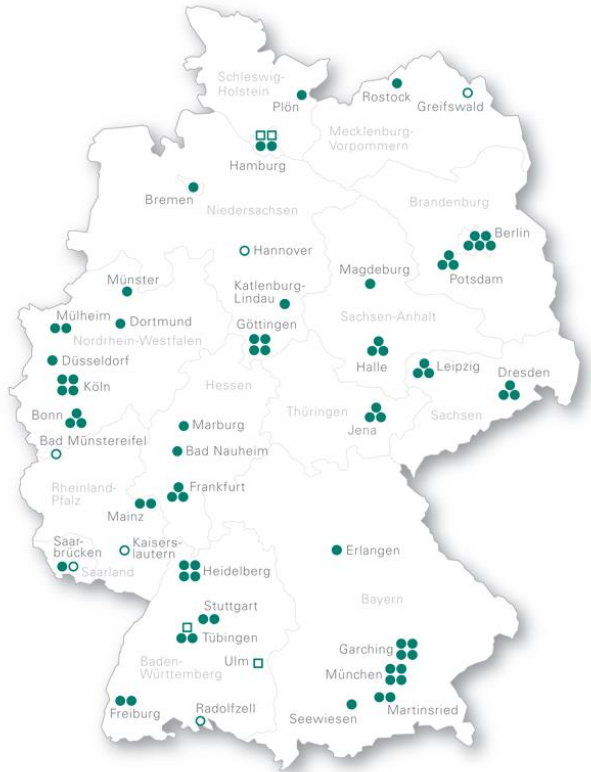 Schleswig-
Holstein
Plön
Rostock
Greifswald
Mecklenburg-
Vorpommern
Hamburg
Bremen
Niedersachsen
Brandenburg
Berlin
Hannover
Potsdam
Münster
Katlenburg-
Lindau
Magdeburg
Mülheim
Dortmund
Nordrhein-Westfalen
Göttingen
Sachsen-Anhalt
Düsseldorf
Halle
Leipzig
Dresden
Köln
Hessen
Bonn
Marburg
Thüringen
Jena
Sachsen
Bad Münstereifel
Bad Nauheim
Rheinland-
Pfalz
Frankfurt
Mainz
Saar-
brücken
Kaisers-
lautern
Saarland
Erlangen
Heidelberg
Bayern
Stuttgart
Tübingen
Garching
Baden-
Württemberg
Ulm
München
Freiburg
Radolfzell
Seewiesen
Martinsried